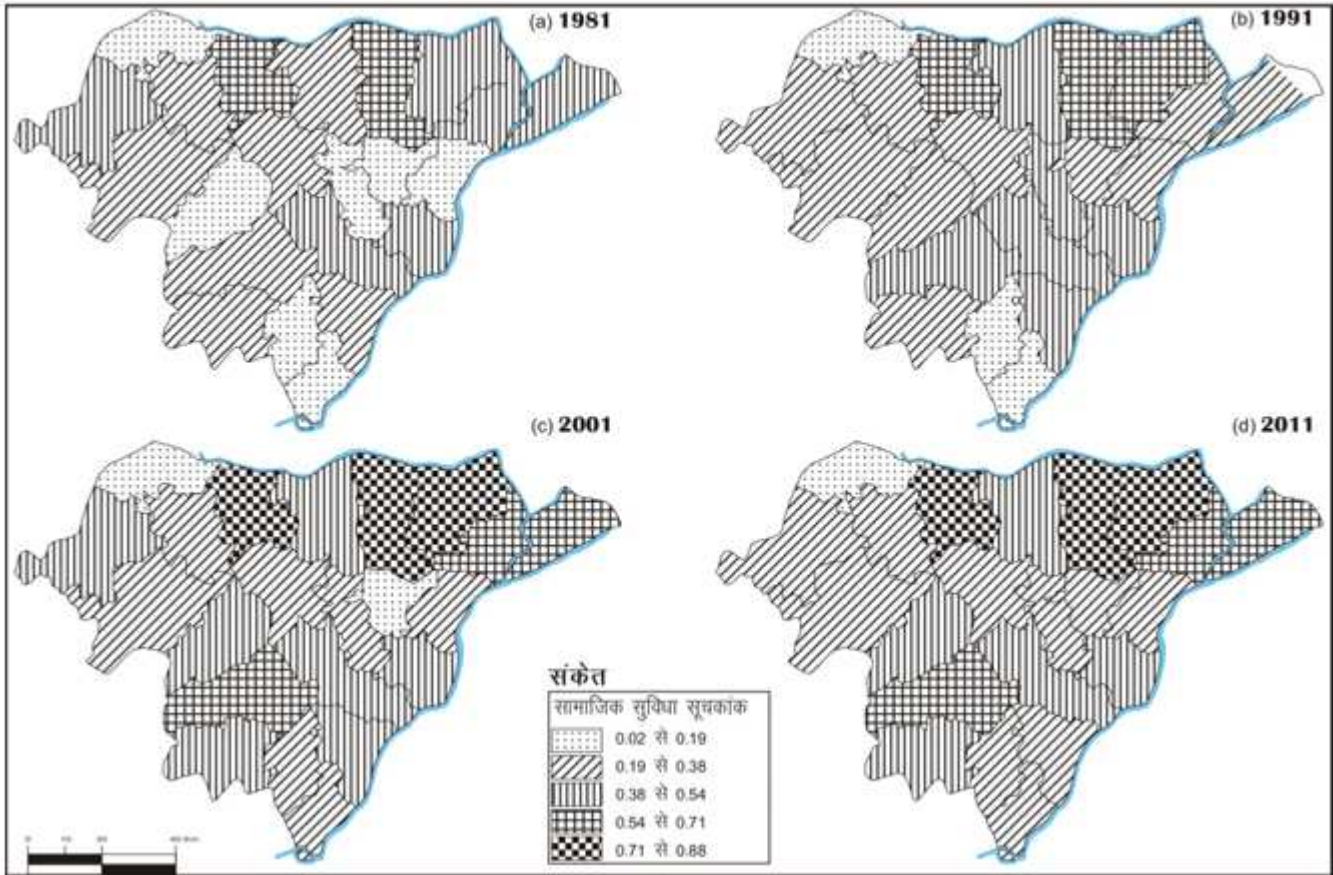 (a) 1981
(b) 1991
(c) 2001
(d) 2011
संकेत
सामाजिक सुविधा सूचकांक
0.02 से 0.19
0.19 से 0.38
0.38 से 0.54
0.54 से 0.71
0.71 से 0.88